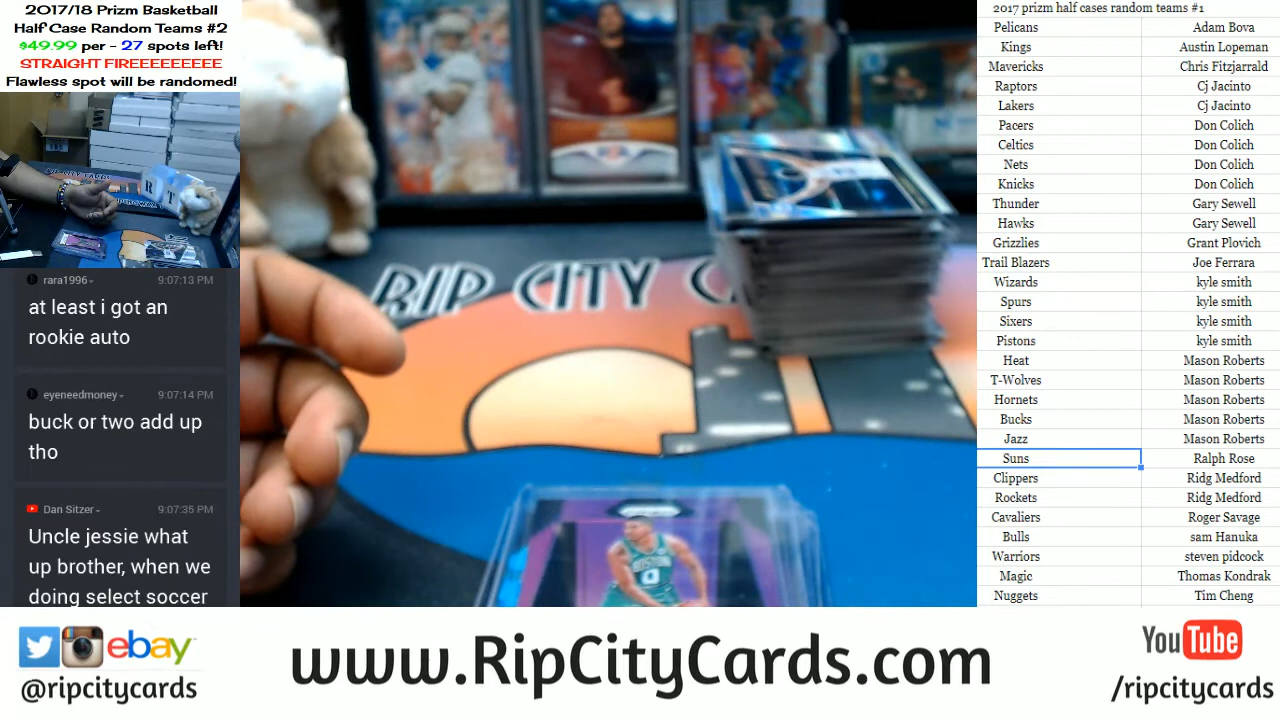 2017/18 Prizm Basketball
Half Case Random Teams #2
$49.99 per - 27 spots left!
STRAIGHT FIREEEEEEEEE
Flawless spot will be randomed!
RIP CITY CARDS
R T
rara1996
9:07:13 PM
at least i got an
rookie auto
eyeneedmoney
9:07:14 PM
buck or two add up
tho
Dan Sitzer
9:07:35 PM
Uncle jessie what
up brother, when we
doing select soccer
RIP CITY C
BOSTON
0
2017 prizm half cases random teams #1
Pelicans Adam Bova
Kings Austin Lopeman
Mavericks Chris Fitzjarrald
Raptors Cj Jacinto
Lakers Cj Jacinto
Pacers Don Colich
Celtics Don Colich
Nets Don Colich
Knicks Don Colich
Thunder Gary Sewell
Hawks Gary Sewell
Grizzlies Grant Plovich
Trail Blazers Joe Ferrara
Wizards kyle smith
Spurs kyle smith
Sixers kyle smith
Pistons kyle smith
Heat Mason Roberts
T-Wolves Mason Roberts
Hornets Mason Roberts
Bucks Mason Roberts
Jazz Mason Roberts
Suns Ralph Rose
Clippers Ridg Medford
Rockets Ridg Medford
Cavaliers Roger Savage
Bulls sam Hanuka
Warriors steven pidcock
Magic Thomas Kondrak
Nuggets Tim Cheng
ebay
@ripcitycards
www.RipCityCards.com
YouTube
/ripcitycards